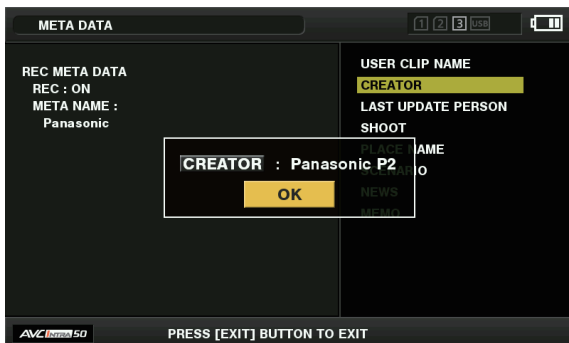 META DATA
1 2 3 USB
REC META DATA
REC : ON
META NAME :
Panasonic
USER CLIP NAME
CREATOR
LAST UPDATE PERSON
SHOOT
PLACE NAME
SCENARIO
NEWS
MEMO
CREATOR : Panasonic P2
OK
AVC INTRA 50
PRESS [EXIT] BUTTON TO EXIT